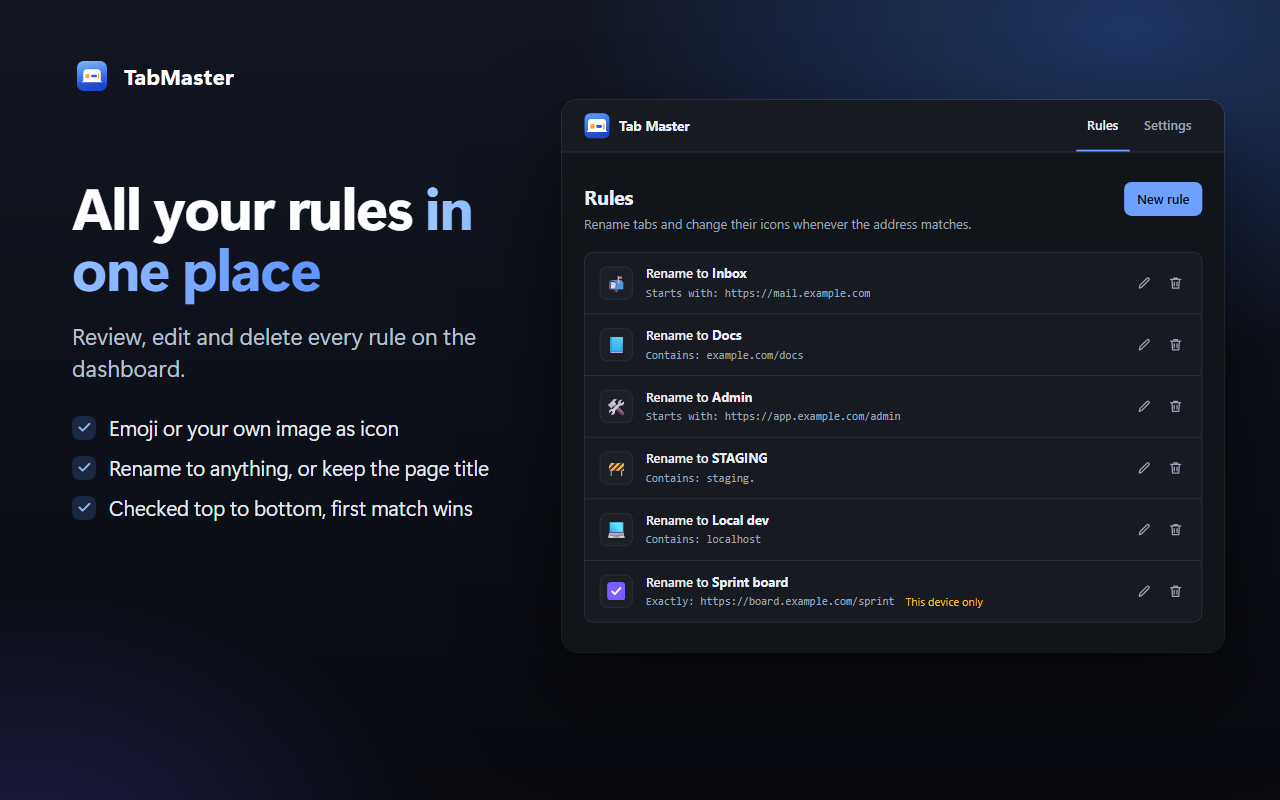 TabMaster
All your rules in
one place
Review, edit and delete every rule on the
dashboard.
Emoji or your own image as icon
Rename to anything, or keep the page title
Checked top to bottom, first match wins
Tab Master
Rules
Settings
Rules
New rule
Rename tabs and change their icons whenever the address matches.
Rename to Inbox
Starts with: https://mail.example.com
Rename to Docs
Contains: example.com/docs
Rename to Admin
Starts with: https://app.example.com/admin
Rename to STAGING
Contains: staging.
Rename to Local dev
Contains: localhost
Rename to Sprint board
Exactly: https://board.example.com/sprint This device only